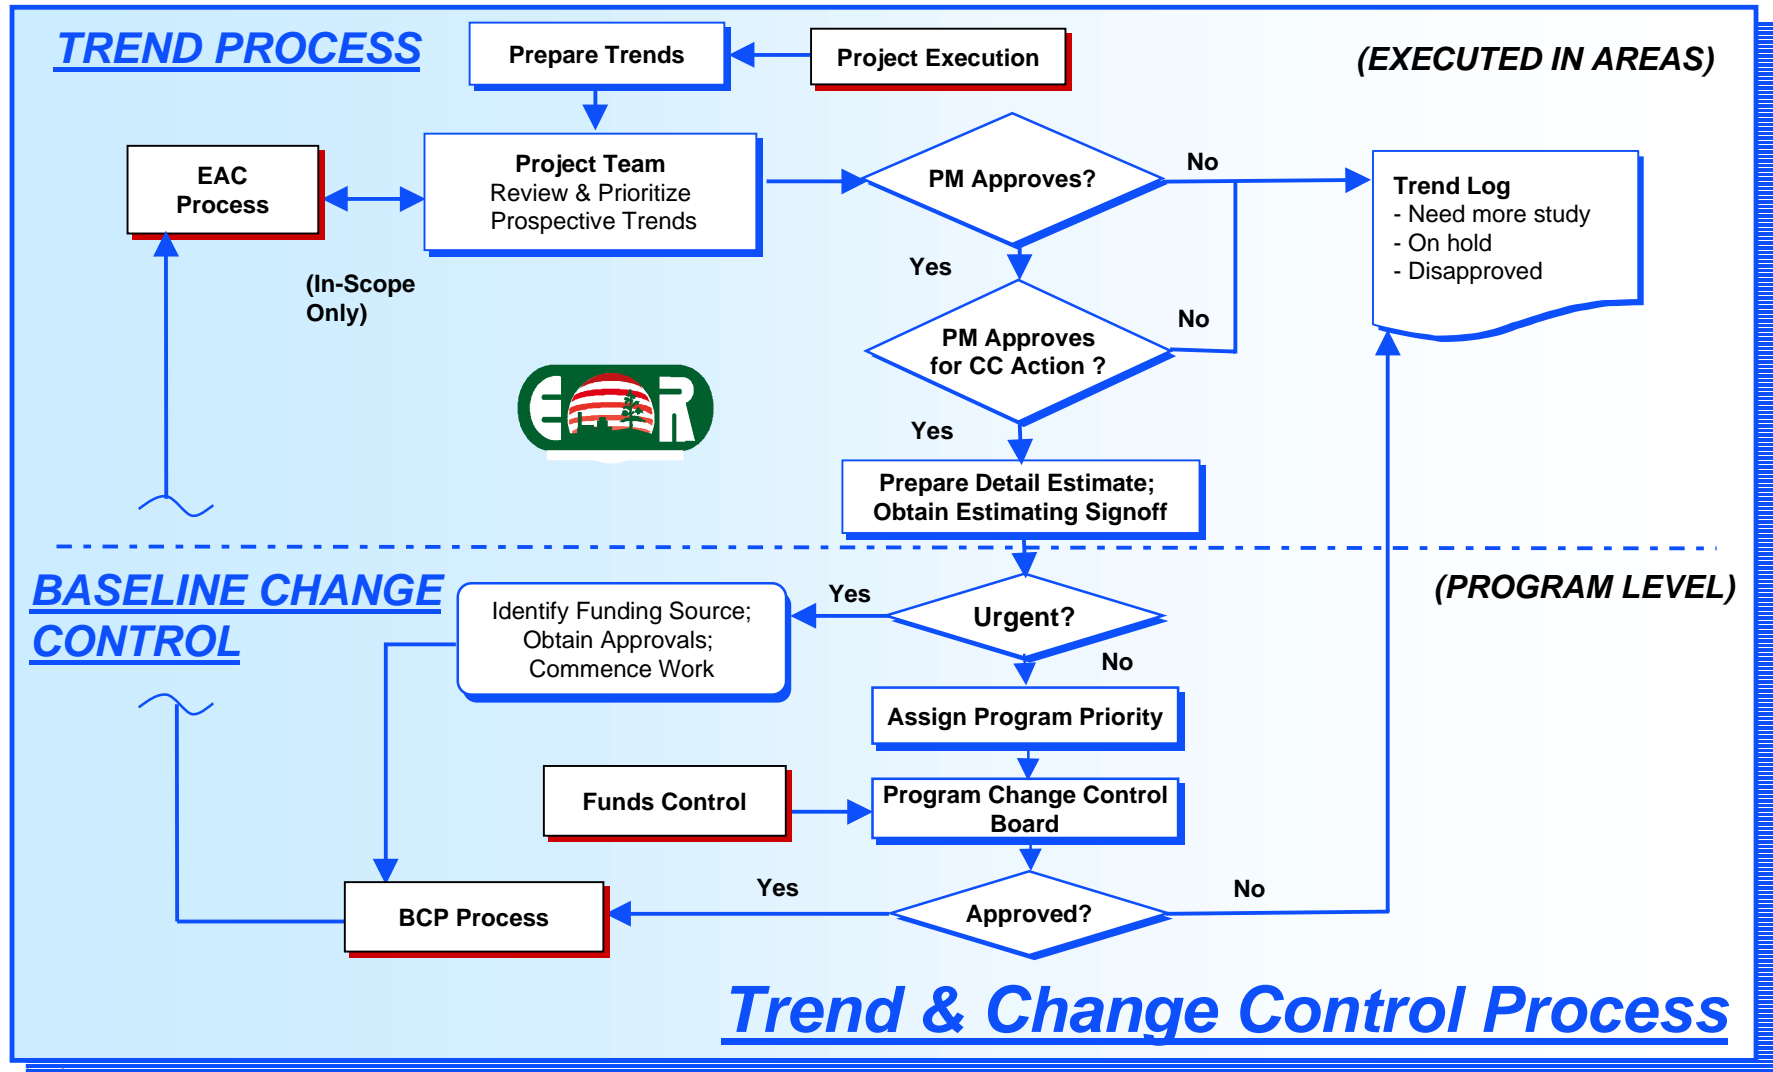 TREND PROCESS
Prepare Trends
Project Execution
(EXECUTED IN AREAS)
EAC
Process
Project Team
Review & Prioritize
Prospective Trends
PM Approves?
No
Trend Log
- Need more study
- On hold
- Disapproved
(In-Scope
Only)
Yes
PM Approves
for CC Action ?
No
Yes
Prepare Detail Estimate;
Obtain Estimating Signoff
BASELINE CHANGE
CONTROL
(PROGRAM LEVEL)
Identify Funding Source;
Obtain Approvals;
Commence Work
Yes
Urgent?
No
Assign Program Priority
Funds Control
Program Change Control
Board
BCP Process
Yes
Approved?
No
Trend & Change Control Process